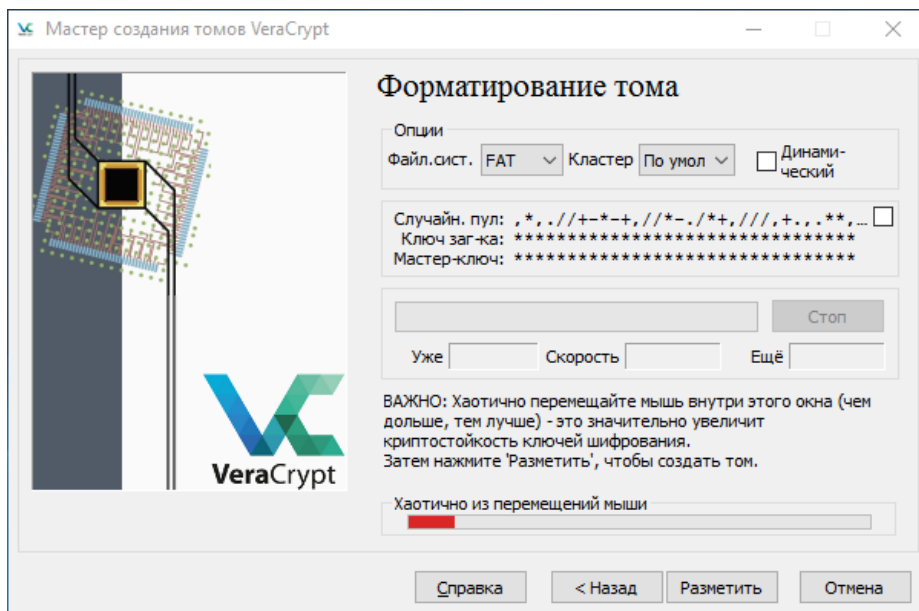 Мастер создания томов VeraCrypt
Форматирование тома
Опции
Файл.сист. FAT Кластер По умол Динами-
ческий
Случайн. пул: ,*,.//+-*-+,//*-./*+,///,+.,.**,…
Ключ заг-ка: ********************************
Мастер-ключ: ********************************
Стоп
Уже Скорость Ещё
ВАЖНО: Хаотично перемещайте мышь внутри этого окна (чем
дольше, тем лучше) - это значительно увеличит
криптостойкость ключей шифрования.
Затем нажмите 'Разметить', чтобы создать том.
VeraCrypt
Хаотично из перемещений мыши
Справка < Назад Разметить Отмена